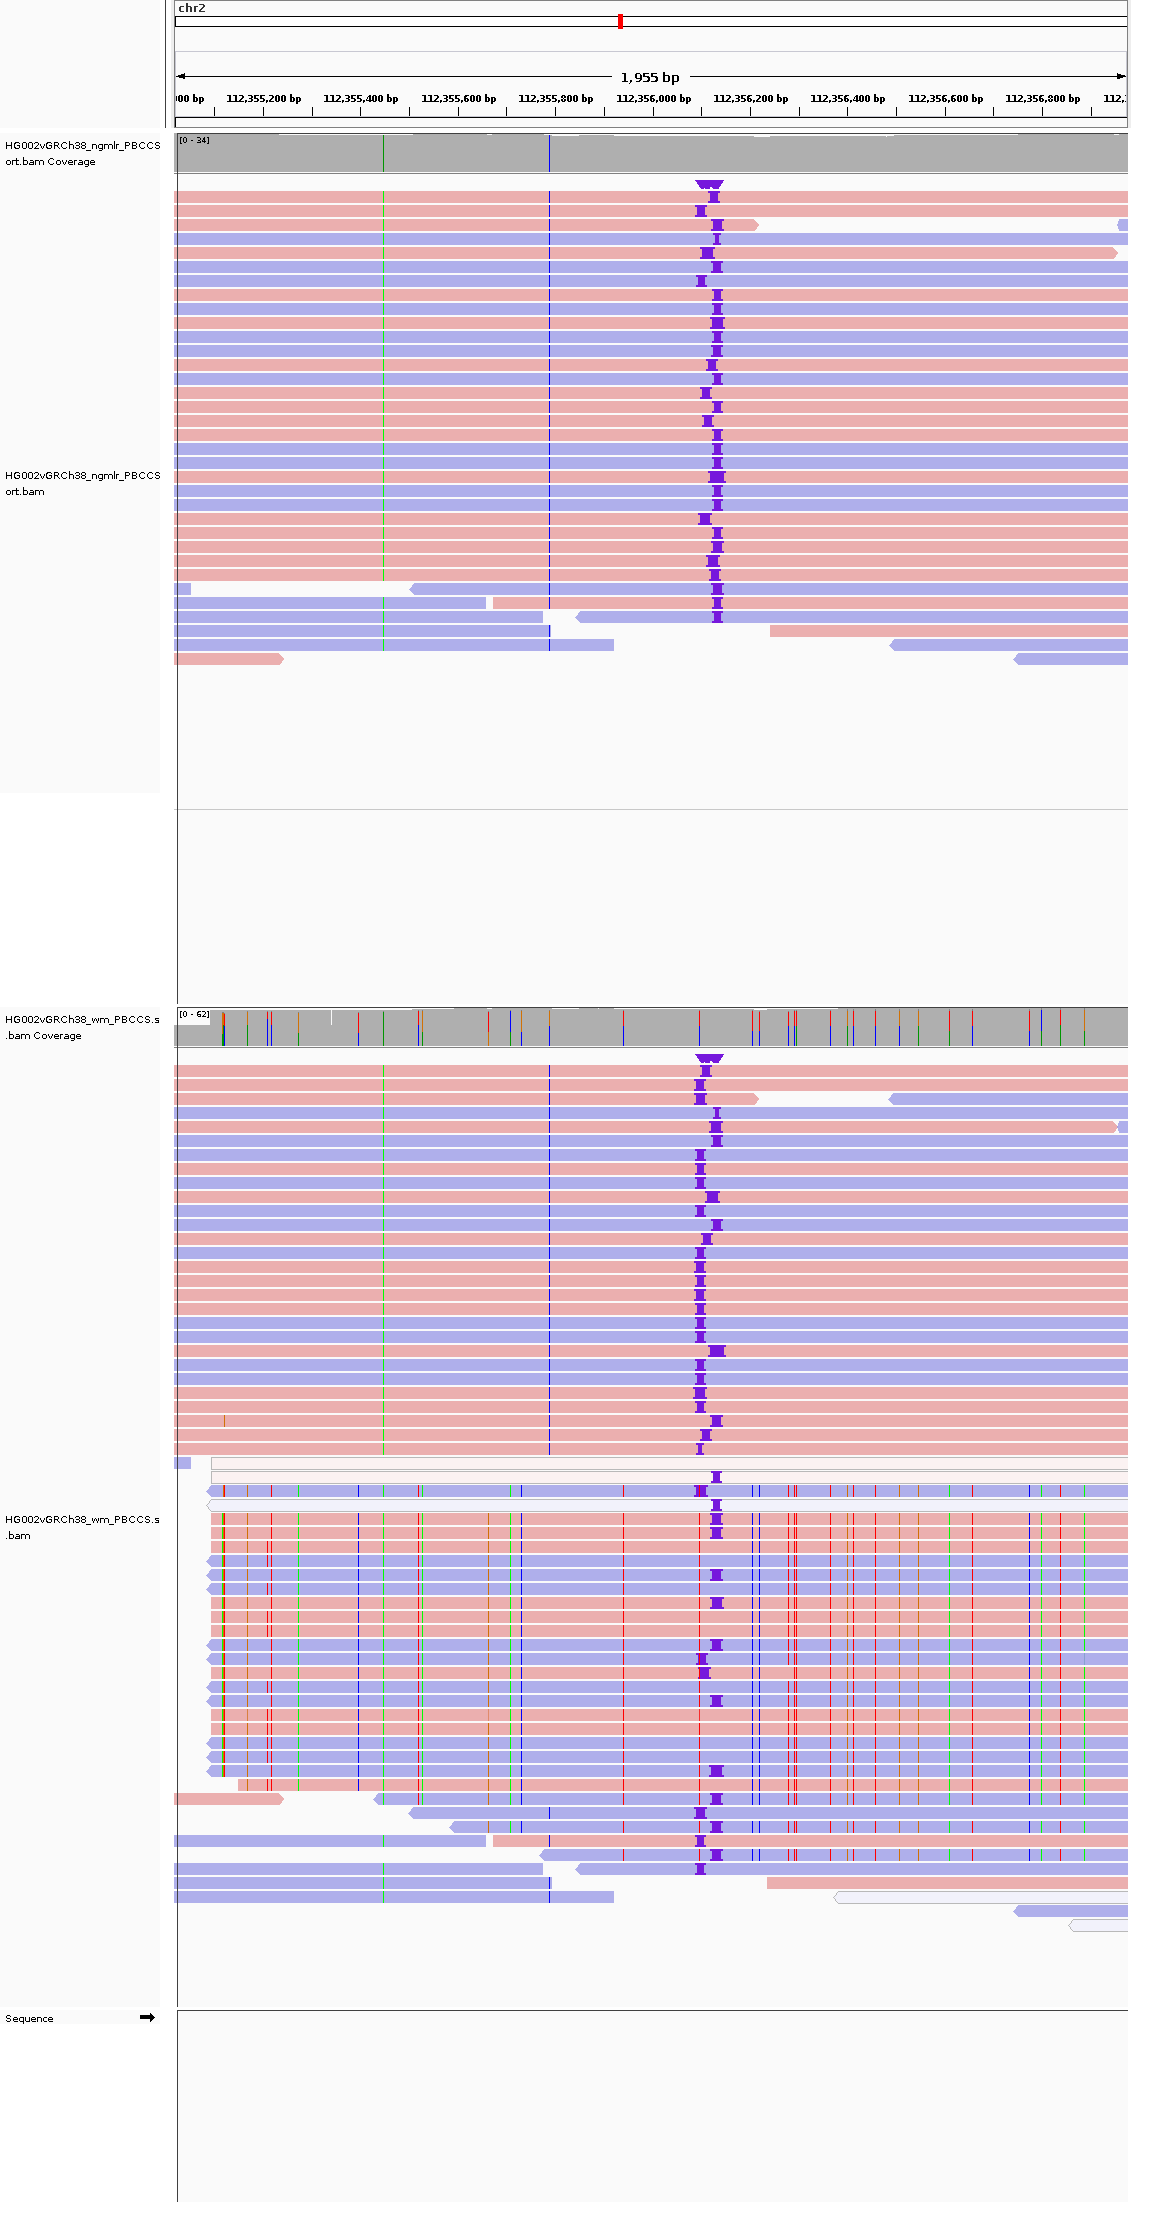 chr2
1,955 bp
00 bp 112,355,200 bp 112,355,400 bp 112,355,600 bp 112,355,800 bp 112,356,000 bp 112,356,200 bp 112,356,400 bp 112,356,600 bp 112,356,800 bp 112,
HG002vGRCh38_ngmlr_PBCCS
ort.bam Coverage
[0 - 34]
HG002vGRCh38_ngmlr_PBCCS
ort.bam
HG002vGRCh38_wm_PBCCS.s
.bam Coverage
[0 - 62]
HG002vGRCh38_wm_PBCCS.s
.bam
Sequence